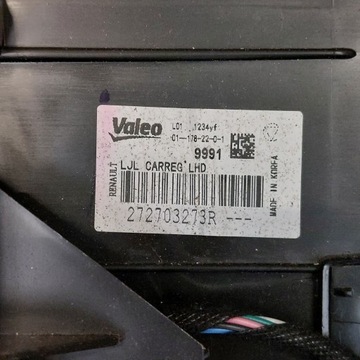 Valeo
L01 1234yf
01-178-22-0-1
9991
LJL CARREG LHD
RENAULT
272703273R ---
MADE IN KOREA